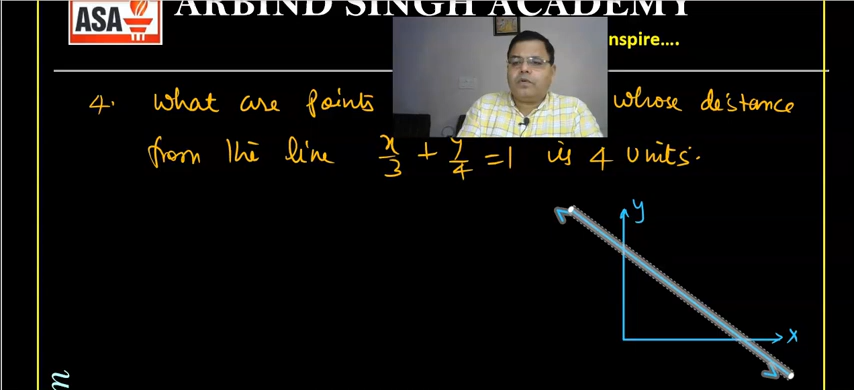 ARBIND SINGH ACADEMY
ASA
nspire....
4. What are points whose distance
from the line x/3 + y/4 = 1 is 4 units.
y
x